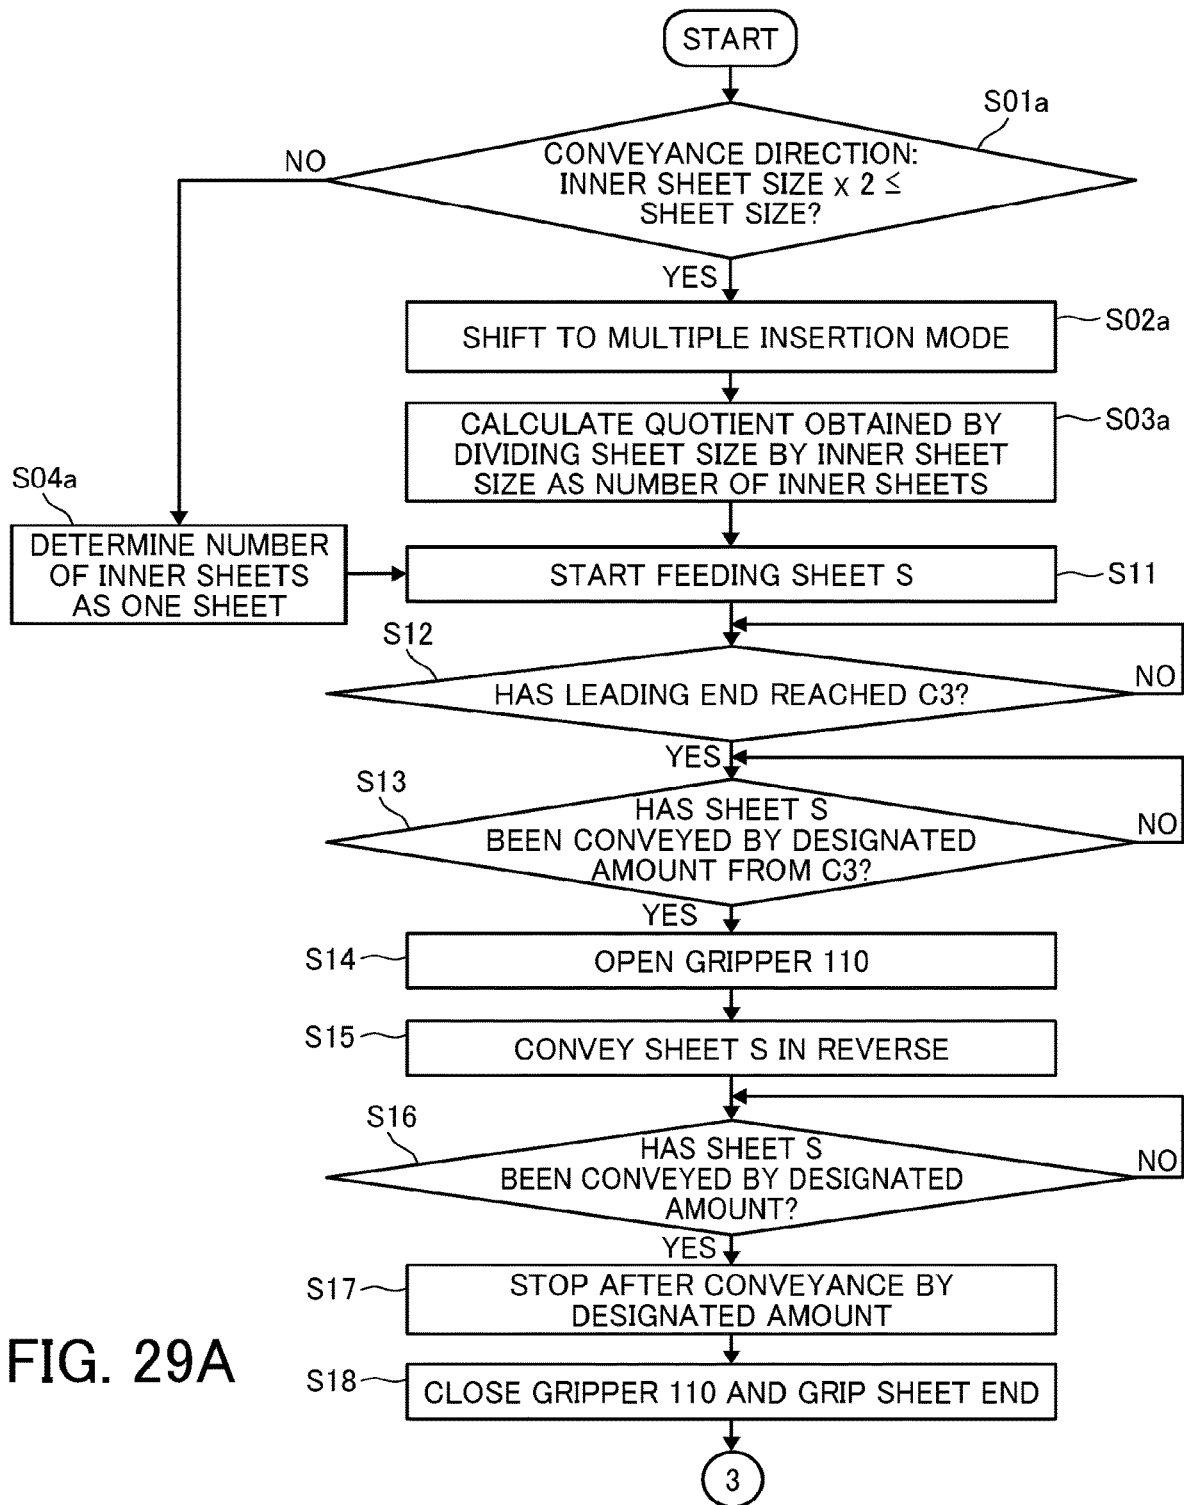 START
S01a
CONVEYANCE DIRECTION:
INNER SHEET SIZE x 2 ≤
SHEET SIZE?
NO
YES
SHIFT TO MULTIPLE INSERTION MODE
S02a
CALCULATE QUOTIENT OBTAINED BY
DIVIDING SHEET SIZE BY INNER SHEET
SIZE AS NUMBER OF INNER SHEETS
S03a
S04a
DETERMINE NUMBER
OF INNER SHEETS
AS ONE SHEET
START FEEDING SHEET S
S11
S12
HAS LEADING END REACHED C3?
NO
YES
S13
HAS SHEET S
BEEN CONVEYED BY DESIGNATED
AMOUNT FROM C3?
NO
YES
S14
OPEN GRIPPER 110
S15
CONVEY SHEET S IN REVERSE
S16
HAS SHEET S
BEEN CONVEYED BY DESIGNATED
AMOUNT?
NO
YES
S17
STOP AFTER CONVEYANCE BY
DESIGNATED AMOUNT
S18
CLOSE GRIPPER 110 AND GRIP SHEET END
3
FIG. 29A